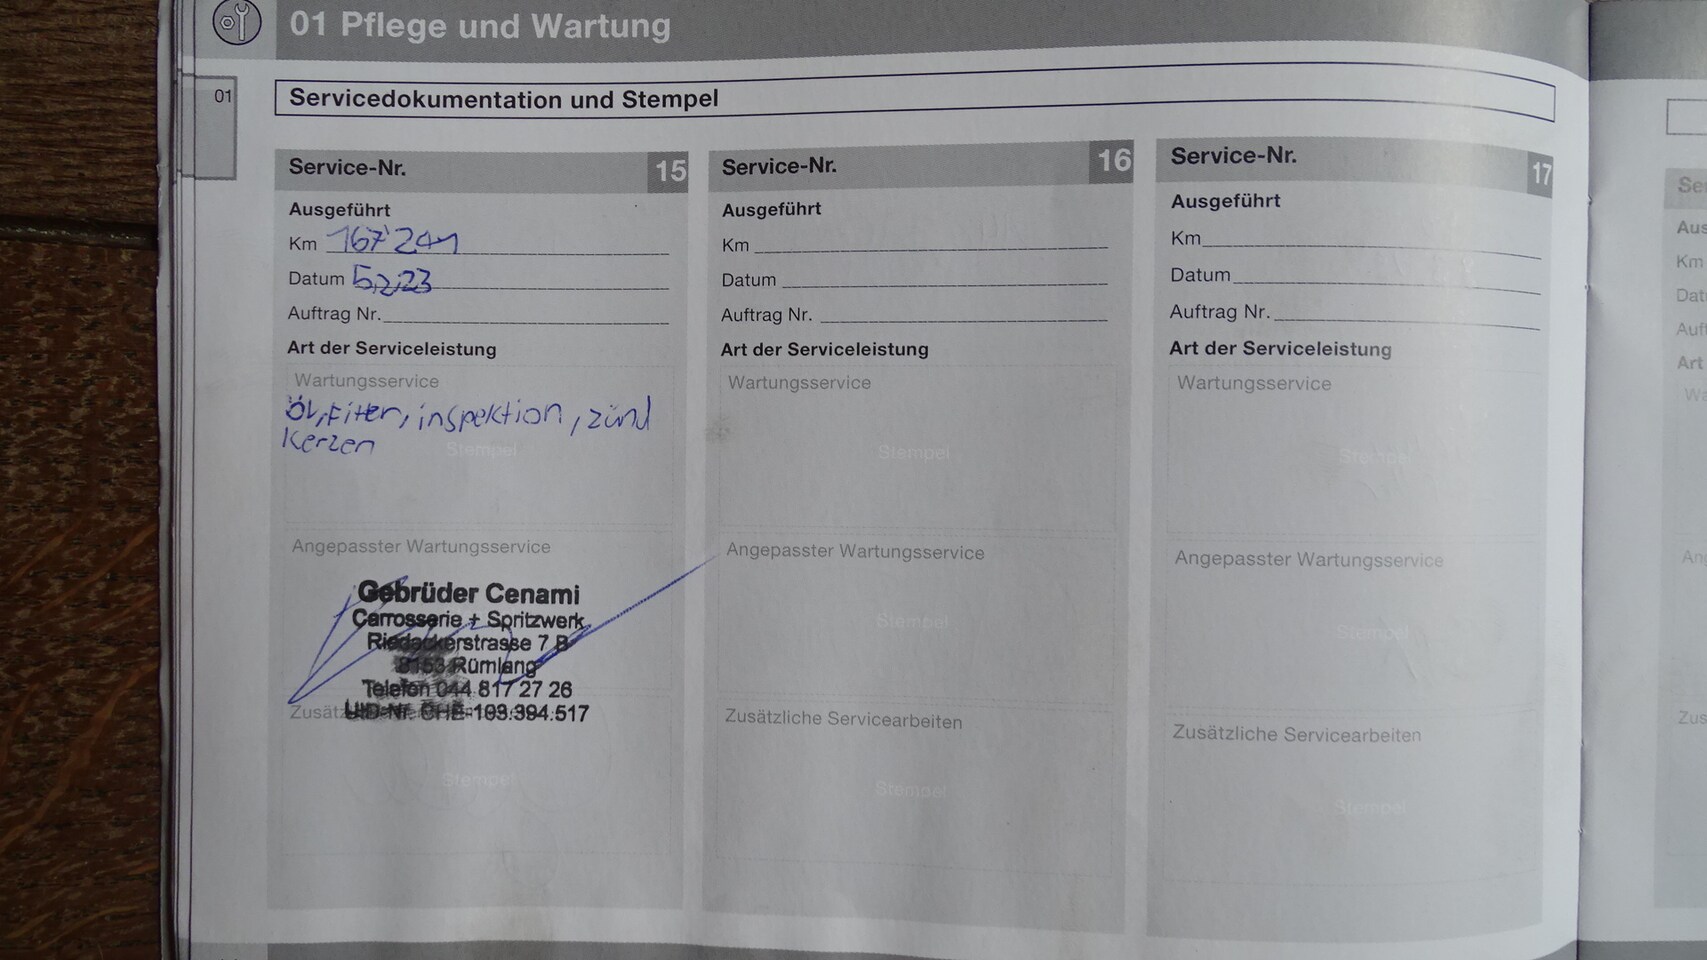 01 Pflege und Wartung
01
Servicedokumentation und Stempel
Service-Nr. 15
Ausgeführt
Km 167'241
Datum 5.2.23
Auftrag Nr.
Art der Serviceleistung
Wartungsservice
öl, Filter, inspektion, zünd
Kerzen
Stempel
Angepasster Wartungsservice
Gebrüder Cenami
Carrosserie + Spritzwerk
Riedackerstrasse 7 B
8153 Rümlang
Telefon 044 817 27 26
UID-Nr. CHE-193.394.517
Stempel
Service-Nr. 16
Ausgeführt
Km
Datum
Auftrag Nr.
Art der Serviceleistung
Wartungsservice
Stempel
Angepasster Wartungsservice
Stempel
Zusätzliche Servicearbeiten
Stempel
Service-Nr. 17
Ausgeführt
Km
Datum
Auftrag Nr.
Art der Serviceleistung
Wartungsservice
Stempel
Angepasster Wartungsservice
Stempel
Zusätzliche Servicearbeiten
Stempel
Km